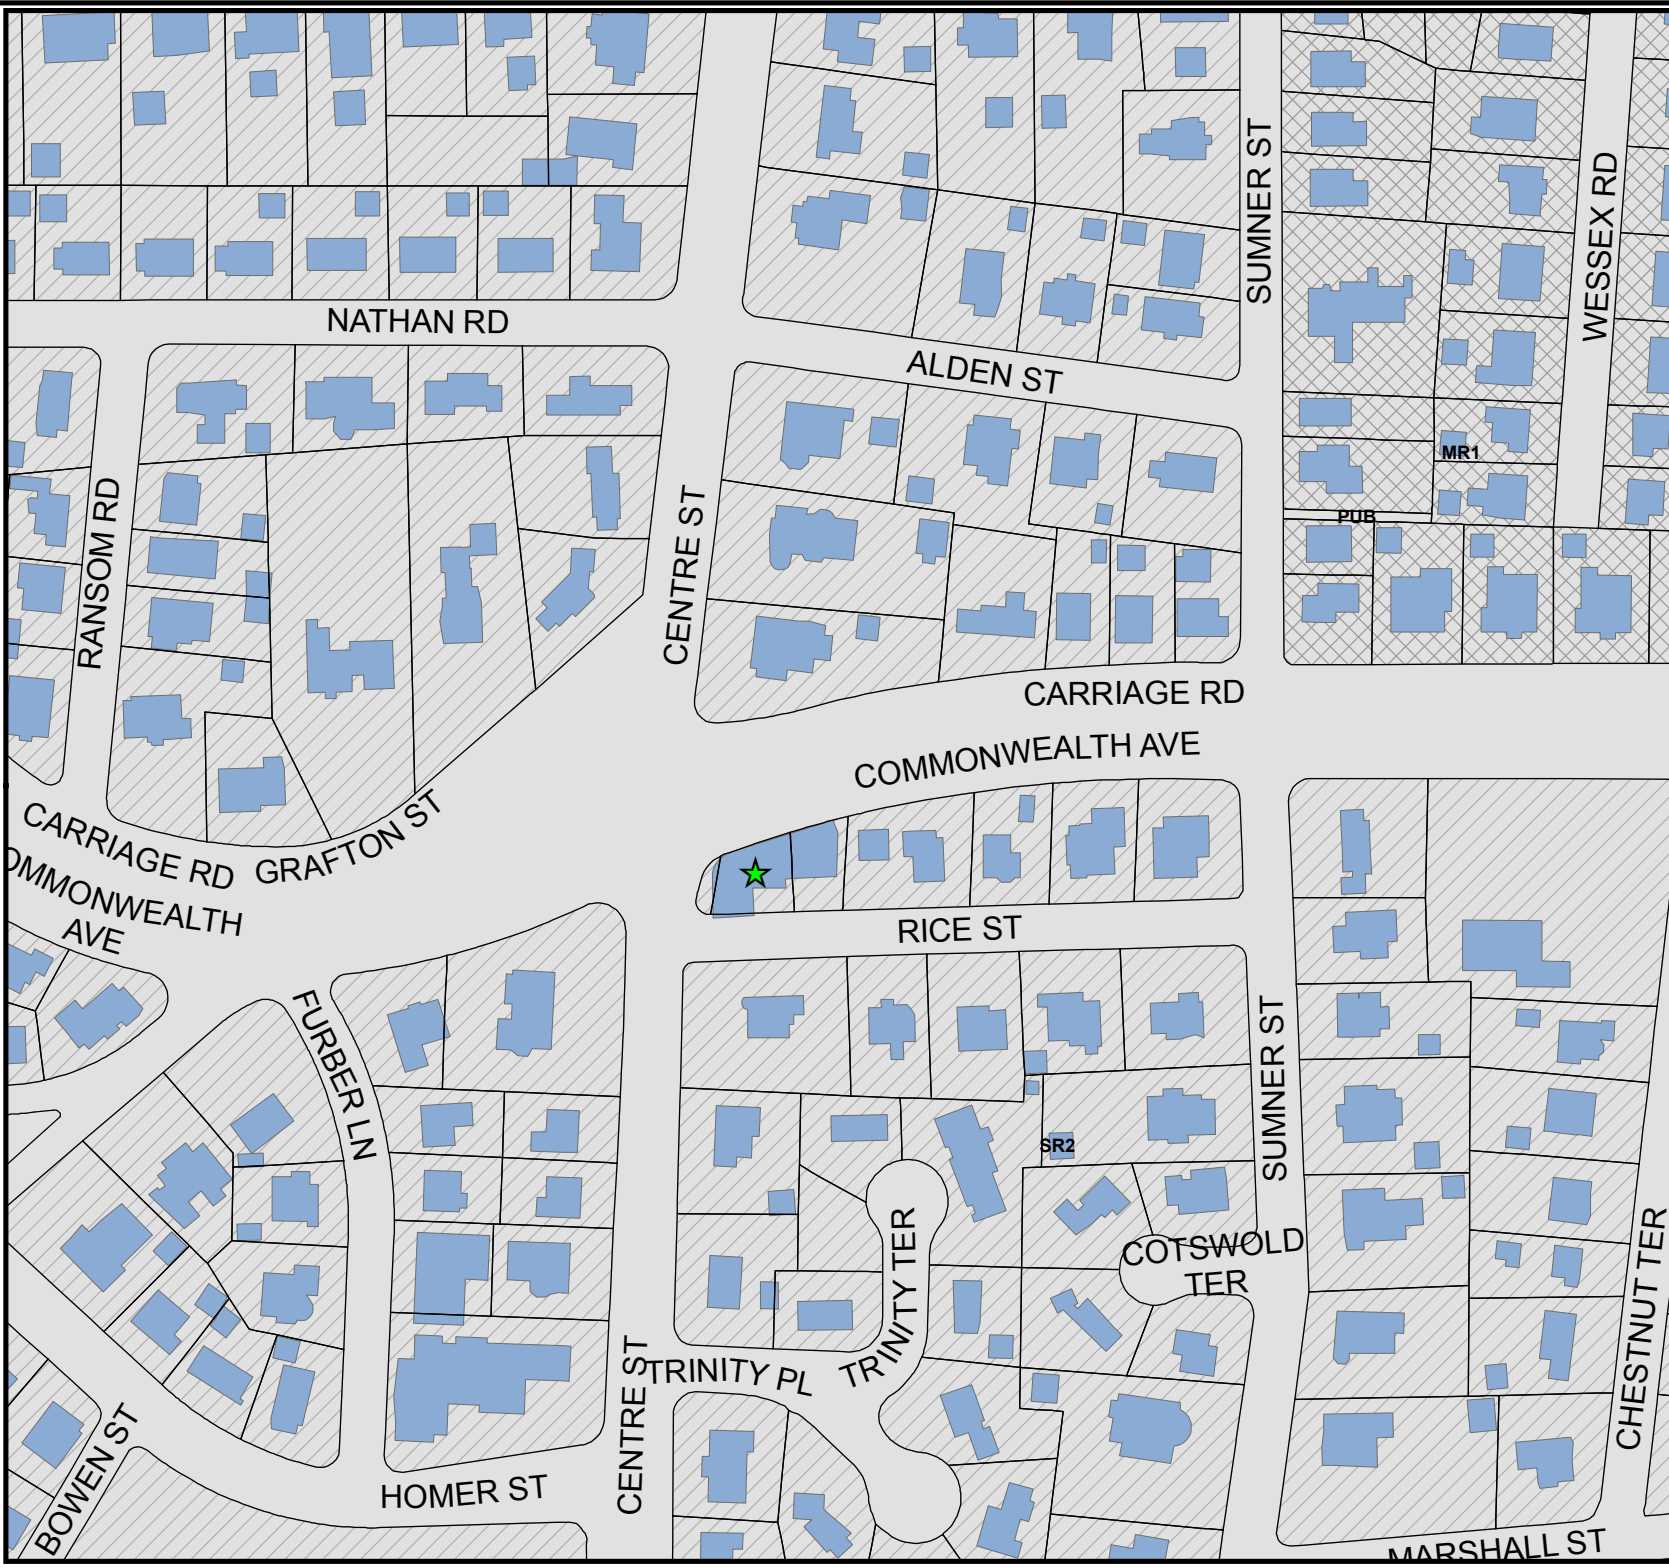 NATHAN RD
ALDEN ST
SUMNER ST
WESSEX RD
MR1
PUB
RANSOM RD
CENTRE ST
CARRIAGE RD
COMMONWEALTH AVE
CARRIAGE RD
GRAFTON ST
OMMONWEALTH
AVE
RICE ST
FURBER LN
SUMNER ST
SR2
TRINITY TER
COTSWOLD
TER
CHESTNUT TER
TRINITY PL
CENTRE ST
BOWEN ST
HOMER ST
MARSHALL ST